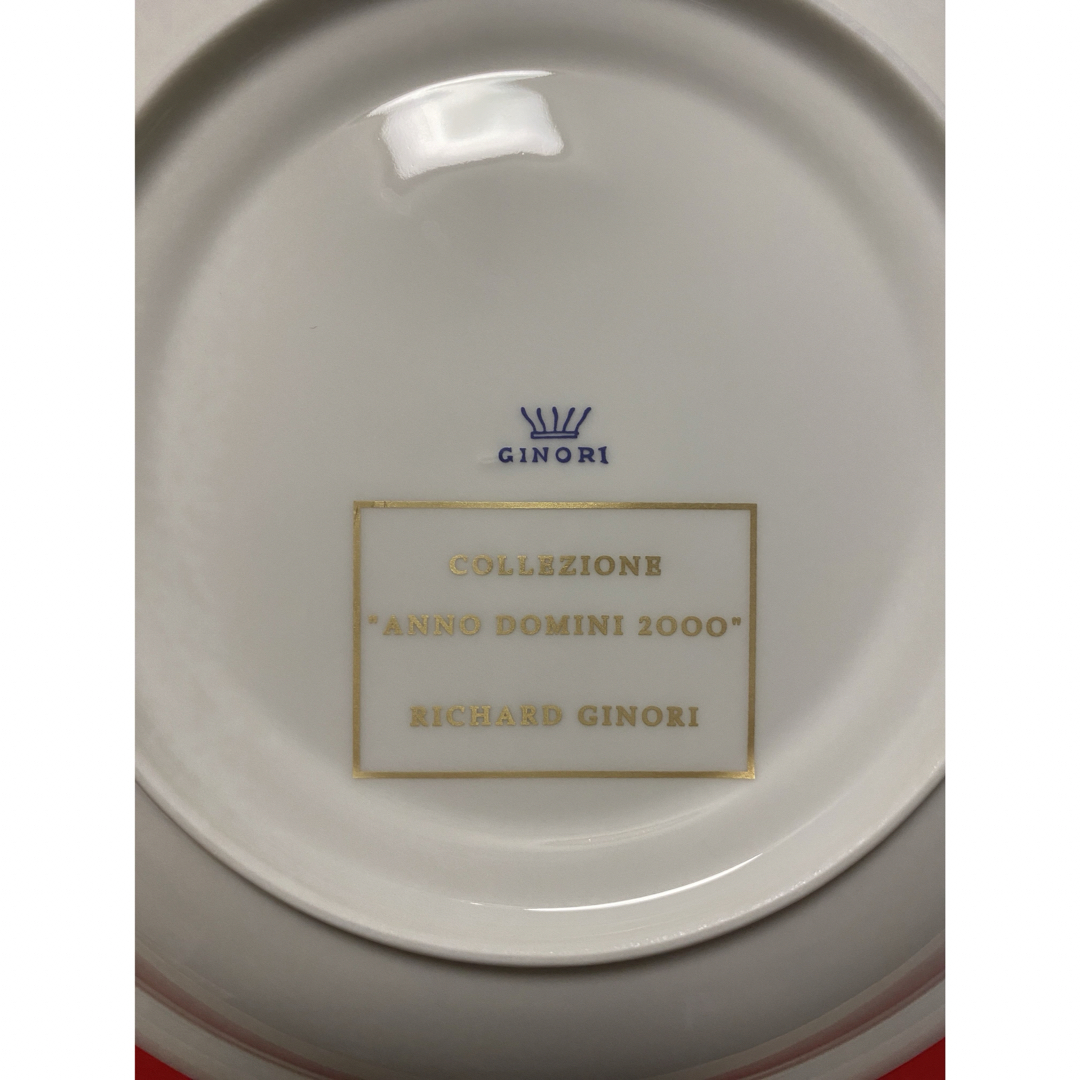 GINORI
COLLEZIONE
"ANNO DOMINI 2000"
RICHARD GINORI